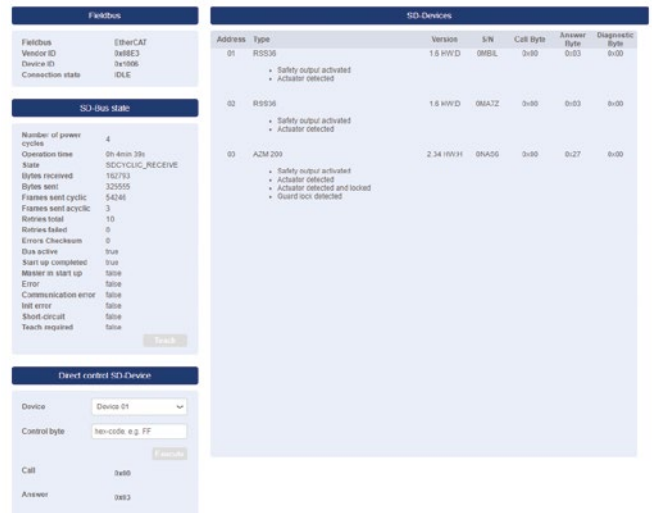 Fieldbus
Fieldbus EtherCAT
Vendor ID 0x08E3
Device ID 0x1006
Connection state IDLE
SD-Bus state
Number of power cycles 4
Operation time 0h 4min 39s
State SDCYCLIC_RECEIVE
Bytes received 162793
Bytes sent 325555
Frames sent cyclic 54246
Frames sent acyclic 3
Retries total 10
Retries failed 0
Errors Checksum 0
Bus active true
Start up completed true
Master in start up false
Error false
Communication error false
Init error false
Short-circuit false
Teach required false
Teach
Direct control SD-Device
Device Device 01
Control byte hex-code: e.g. FF
Execute
Call 0x00
Answer 0x03
SD-Devices
Address Type Version S/N Call Byte Answer Byte Diagnostic Byte
01 RSS36 1.6 HW:D 0x00 0x03 0x00
Safety output activated
Actuator detected
02 RSS36 1.6 HW:D 0x00 0x03 0x00
Safety output activated
Actuator detected
03 AZM 200 2.34 HW:H 0x00 0x27 0x00
Safety output activated
Actuator detected
Actuator detected and locked
Guard lock detected